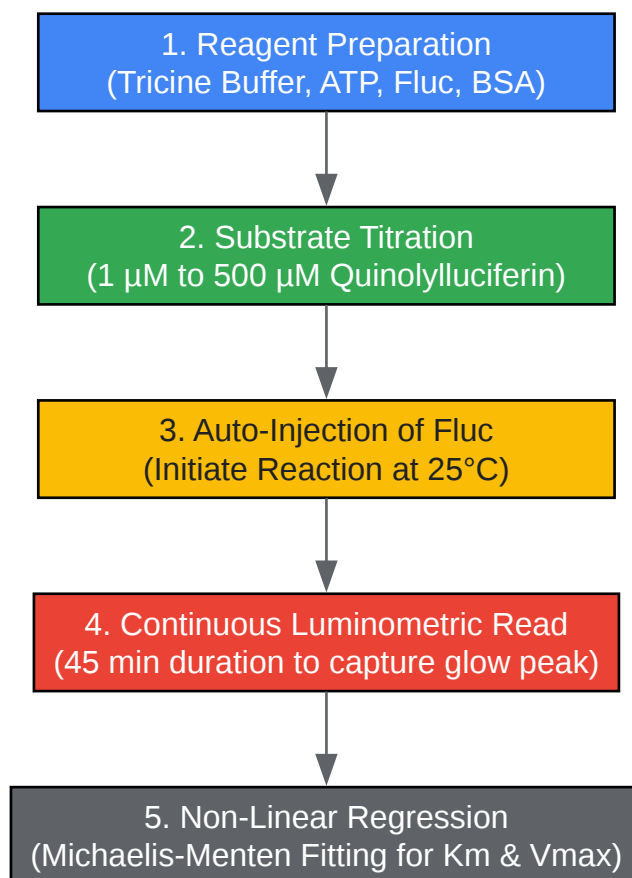 1. Reagent Preparation
(Tricine Buffer, ATP, Fluc, BSA)
2. Substrate Titration
(1 µM to 500 µM Quinolylluciferin)
3. Auto-Injection of Fluc
(Initiate Reaction at 25°C)
4. Continuous Luminometric Read
(45 min duration to capture glow peak)
5. Non-Linear Regression
(Michaelis-Menten Fitting for Km & Vmax)